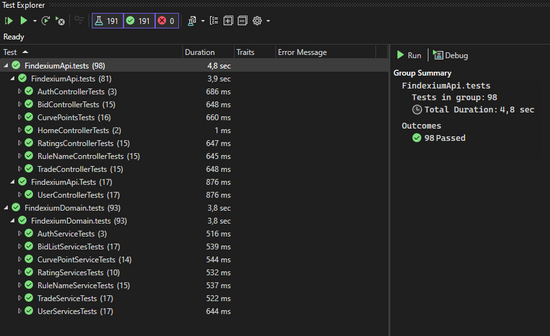 Test Explorer
191 191 0
Ready
Test Duration Traits Error Message
FindexiumApi.tests (98) 4,8 sec
FindexiumApi.tests (81) 3,9 sec
AuthControllerTests (3) 686 ms
BidControllerTests (15) 648 ms
CurvePointsTests (16) 660 ms
HomeControllerTests (2) 1 ms
RatingsControllerTests (15) 647 ms
RuleNameControllerTests (15) 645 ms
TradeControllerTests (15) 648 ms
FindexiumApi.Tests (17) 876 ms
UserControllerTests (17) 876 ms
FindexiumDomain.tests (93) 3,8 sec
FindexiumDomain.tests (93) 3,8 sec
AuthServiceTests (3) 516 ms
BidListServicesTests (17) 539 ms
CurvePointServiceTests (14) 544 ms
RatingServicesTests (10) 532 ms
RuleNameServiceTests (15) 537 ms
TradeServiceTests (17) 522 ms
UserServicesTests (17) 644 ms
Run Debug
Group Summary
FindexiumApi.tests
Tests in group: 98
Total Duration: 4,8 sec
Outcomes
98 Passed